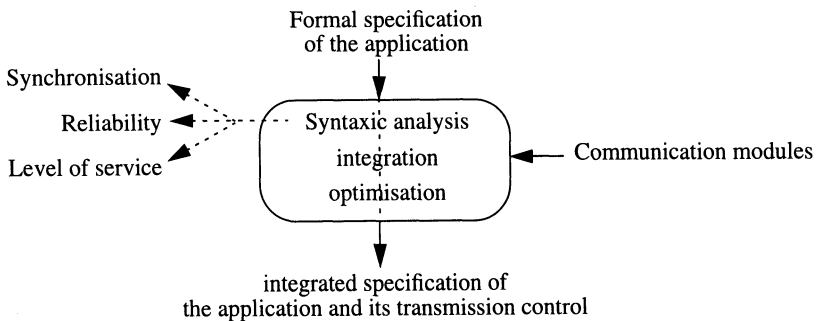 Formal specification
of the application
Synchronisation
Reliability
Level of service
Syntaxic analysis
integration
optimisation
Communication modules
integrated specification of
the application and its transmission control